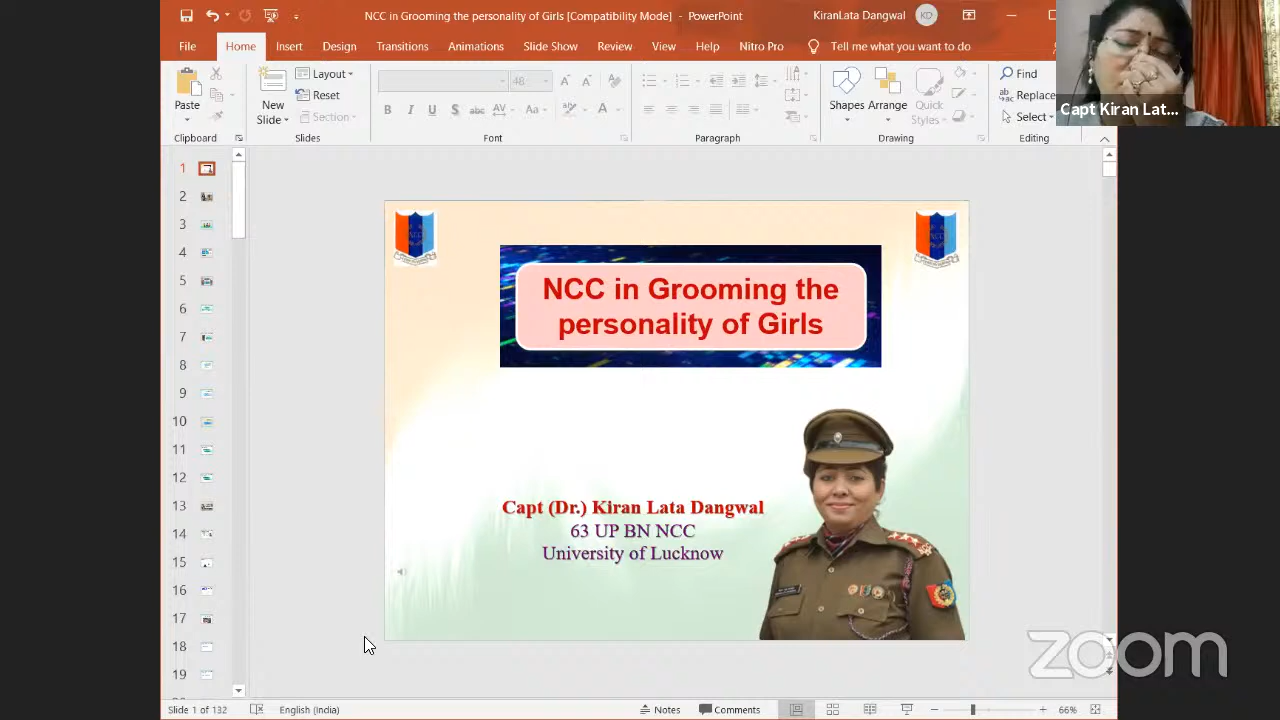 NCC in Grooming the personality of Girls [Compatibility Mode] - PowerPoint
KiranLata Dangwal
KD
File Home Insert Design Transitions Animations Slide Show Review View Help Nitro Pro Tell me what you want to do
Paste
Clipboard
New
Slide
Layout
Reset
Section
Slides
48
B I U S abc AV Aa A
Font
Paragraph
Shapes Arrange Quick
Styles
Drawing
Find
Replace
Select
Editing
Capt Kiran Lat...
1
2
3
4
5
6
7
8
9
10
11
12
13
14
15
16
17
18
19
NCC in Grooming the
personality of Girls
Capt (Dr.) Kiran Lata Dangwal
63 UP BN NCC
University of Lucknow
zoom
Slide 1 of 132 English (India) Notes Comments 66%